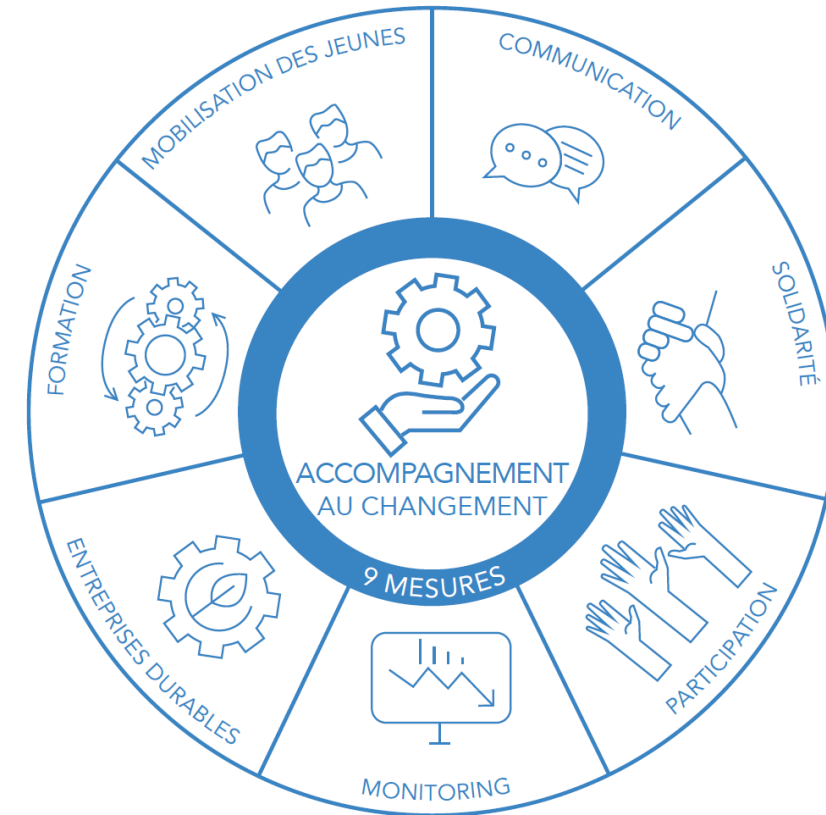 MOBILISATION DES JEUNES
COMMUNICATION
SOLIDARITÉ
PARTICIPATION
MONITORING
ENTREPRISES DURABLES
FORMATION
ACCOMPAGNEMENT
AU CHANGEMENT
9 MESURES